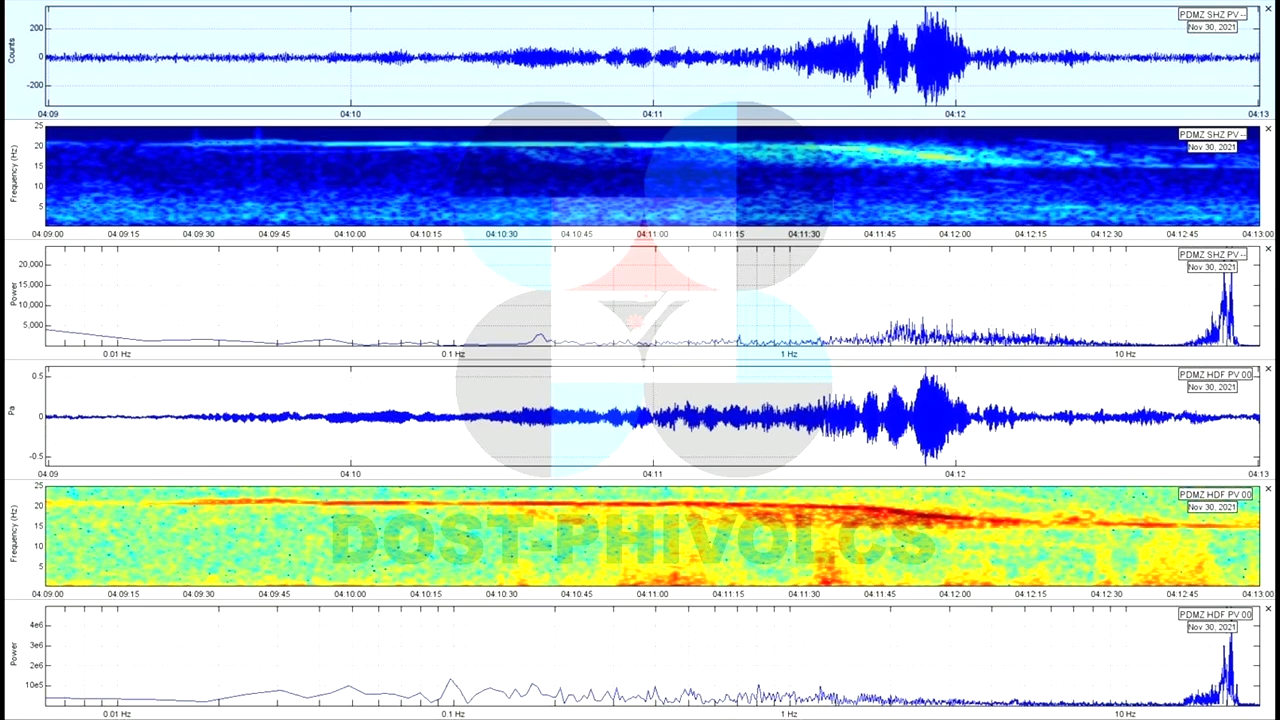 PDMZ SHZ PV --
Nov 30, 2021
Counts
200
0
-200
04:09 04:10 04:11 04:12 04:13
PDMZ SHZ PV --
Nov 30, 2021
Frequency (Hz)
25
20
15
10
5
04:09:00 04:09:15 04:09:30 04:09:45 04:10:00 04:10:15 04:10:30 04:10:45 04:11:00 04:11:15 04:11:30 04:11:45 04:12:00 04:12:15 04:12:30 04:12:45 04:13:00
PDMZ SHZ PV --
Nov 30, 2021
Power
20,000
15,000
10,000
5,000
0.01 Hz 0.1 Hz 1 Hz 10 Hz
PDMZ HDF PV 00
Nov 30, 2021
Pa
0.5
0
-0.5
04:09 04:10 04:11 04:12 04:13
PDMZ HDF PV 00
Nov 30, 2021
Frequency (Hz)
25
20
15
10
5
DOST-PHIVOLCS
04:09:00 04:09:15 04:09:30 04:09:45 04:10:00 04:10:15 04:10:30 04:10:45 04:11:00 04:11:15 04:11:30 04:11:45 04:12:00 04:12:15 04:12:30 04:12:45 04:13:00
PDMZ HDF PV 00
Nov 30, 2021
Power
4e6
3e6
2e6
10e5
0.01 Hz 0.1 Hz 1 Hz 10 Hz